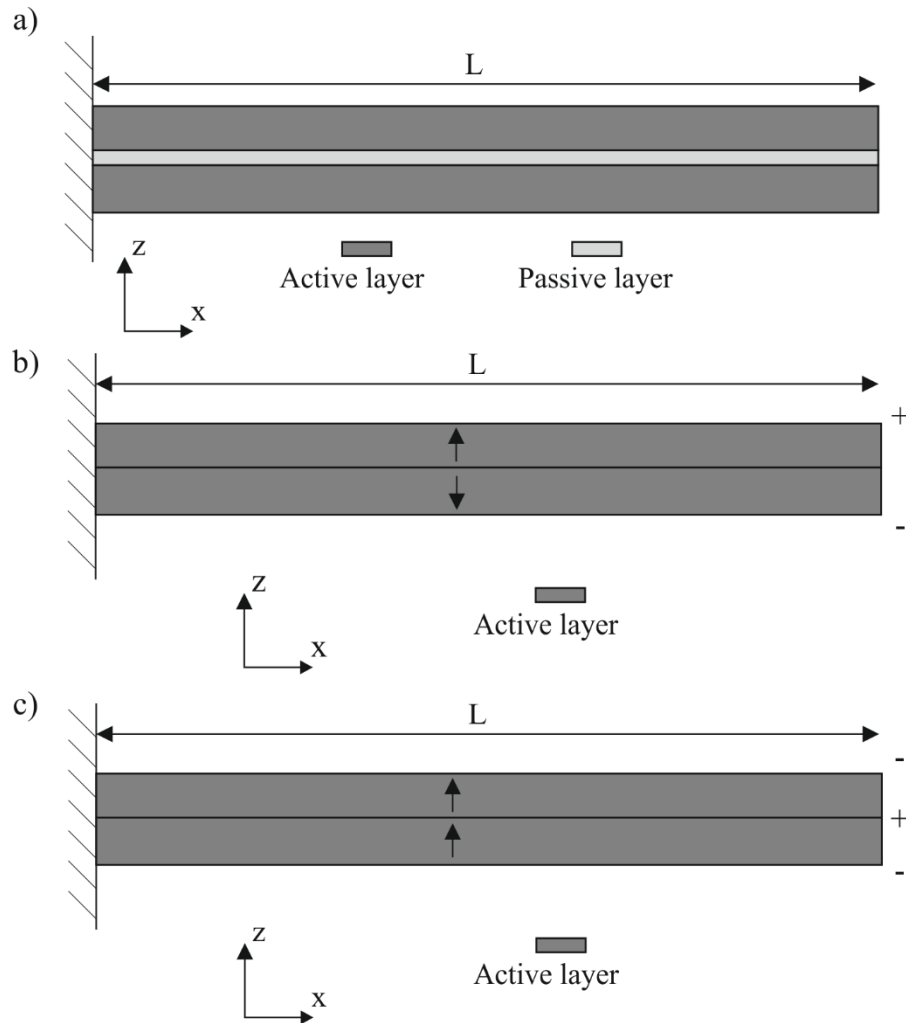 a)
L
z
x
Active layer
Passive layer
b)
L
+
-
z
x
Active layer
c)
L
-
+
-
z
x
Active layer